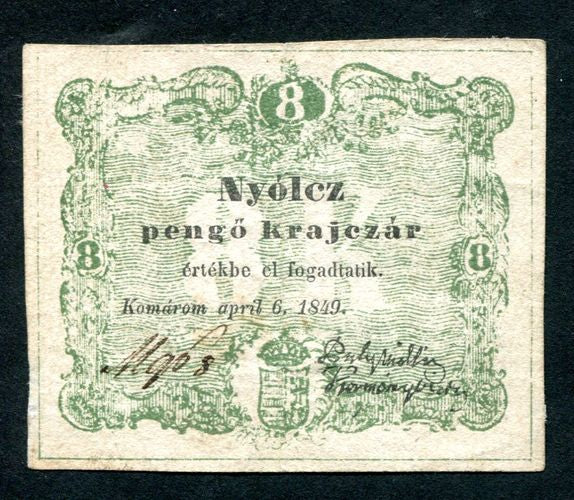 8
Nyólcz
pengő krajczár
8 8
értékbe el fogadtatik.
Komárom april 6, 1849.